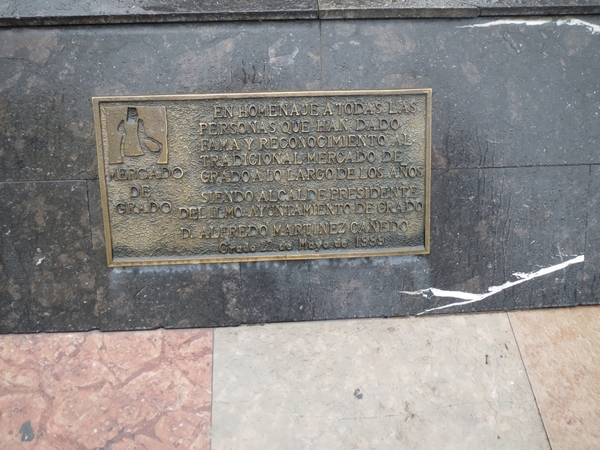 EN HOMENAJE A TODAS LAS
PERSONAS QUE HAN DADO
FAMA Y RECONOCIMIENTO AL
TRADICIONAL MERCADO DE
GRADO A LO LARGO DE LOS AÑOS
SIENDO ALCALDE PRESIDENTE
DEL ILMO. AYUNTAMIENTO DE GRADO
D. ALFREDO MARTINEZ CAÑEDO
Grado de Mayo de 1999
MERCADO
DE
GRADO